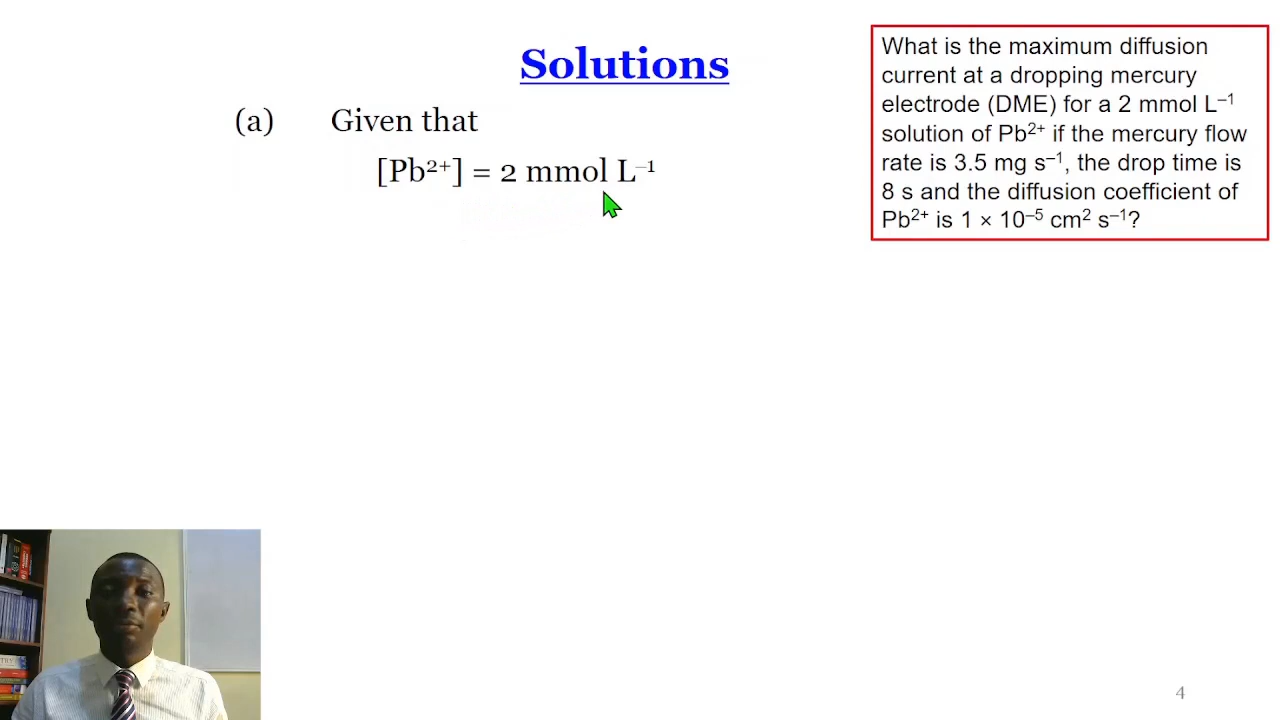 Solutions
(a) Given that
[Pb²⁺] = 2 mmol L⁻¹
What is the maximum diffusion
current at a dropping mercury
electrode (DME) for a 2 mmol L⁻¹
solution of Pb²⁺ if the mercury flow
rate is 3.5 mg s⁻¹, the drop time is
8 s and the diffusion coefficient of
Pb²⁺ is 1 × 10⁻⁵ cm² s⁻¹?
4